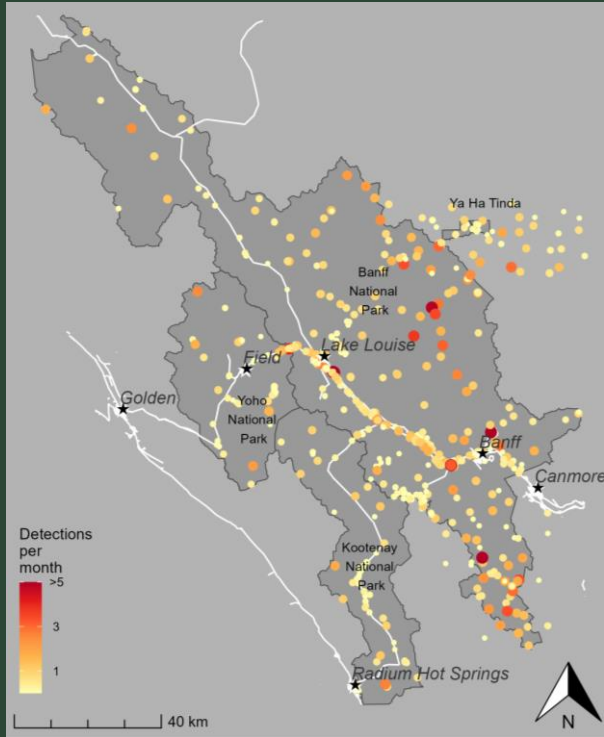 Ya Ha Tinda
Banff
National
Park
Lake Louise
Field
Golden
Yoho
National
Park
Banff
Canmore
Detections
per
month
>5
3
1
Kootenay
National
Park
Radium Hot Springs
40 km
N